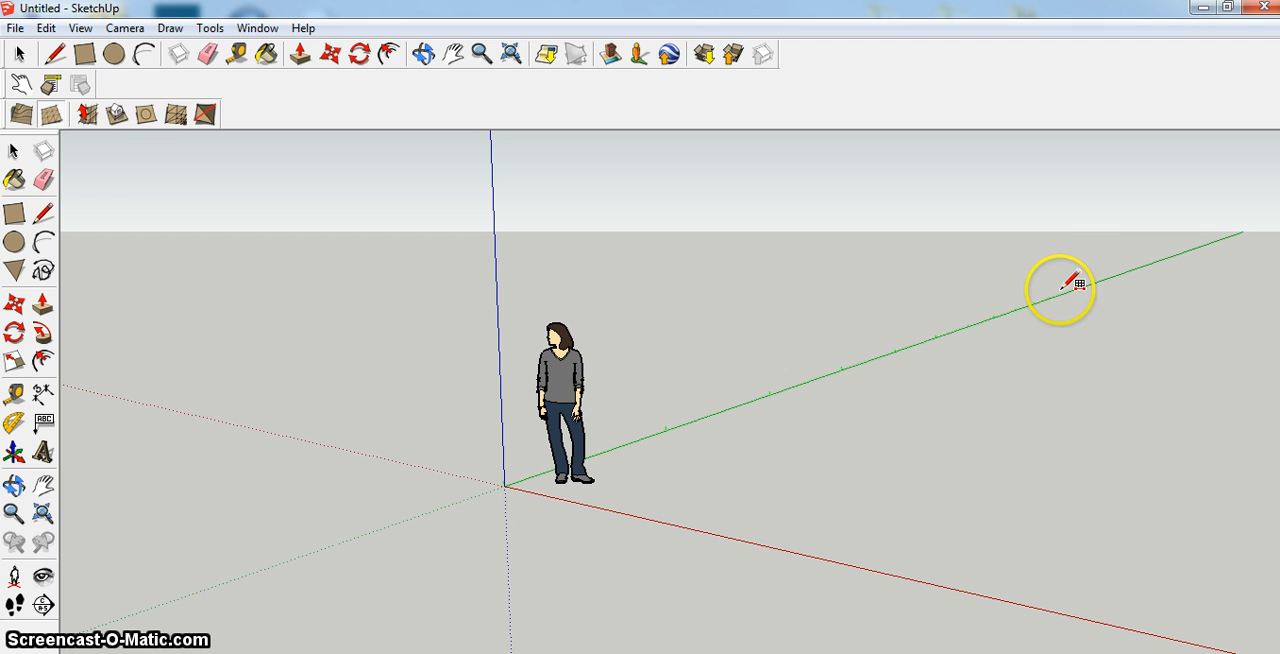 Untitled - SketchUp
File Edit View Camera Draw Tools Window Help
ABC
A
Screencast-O-Matic.com